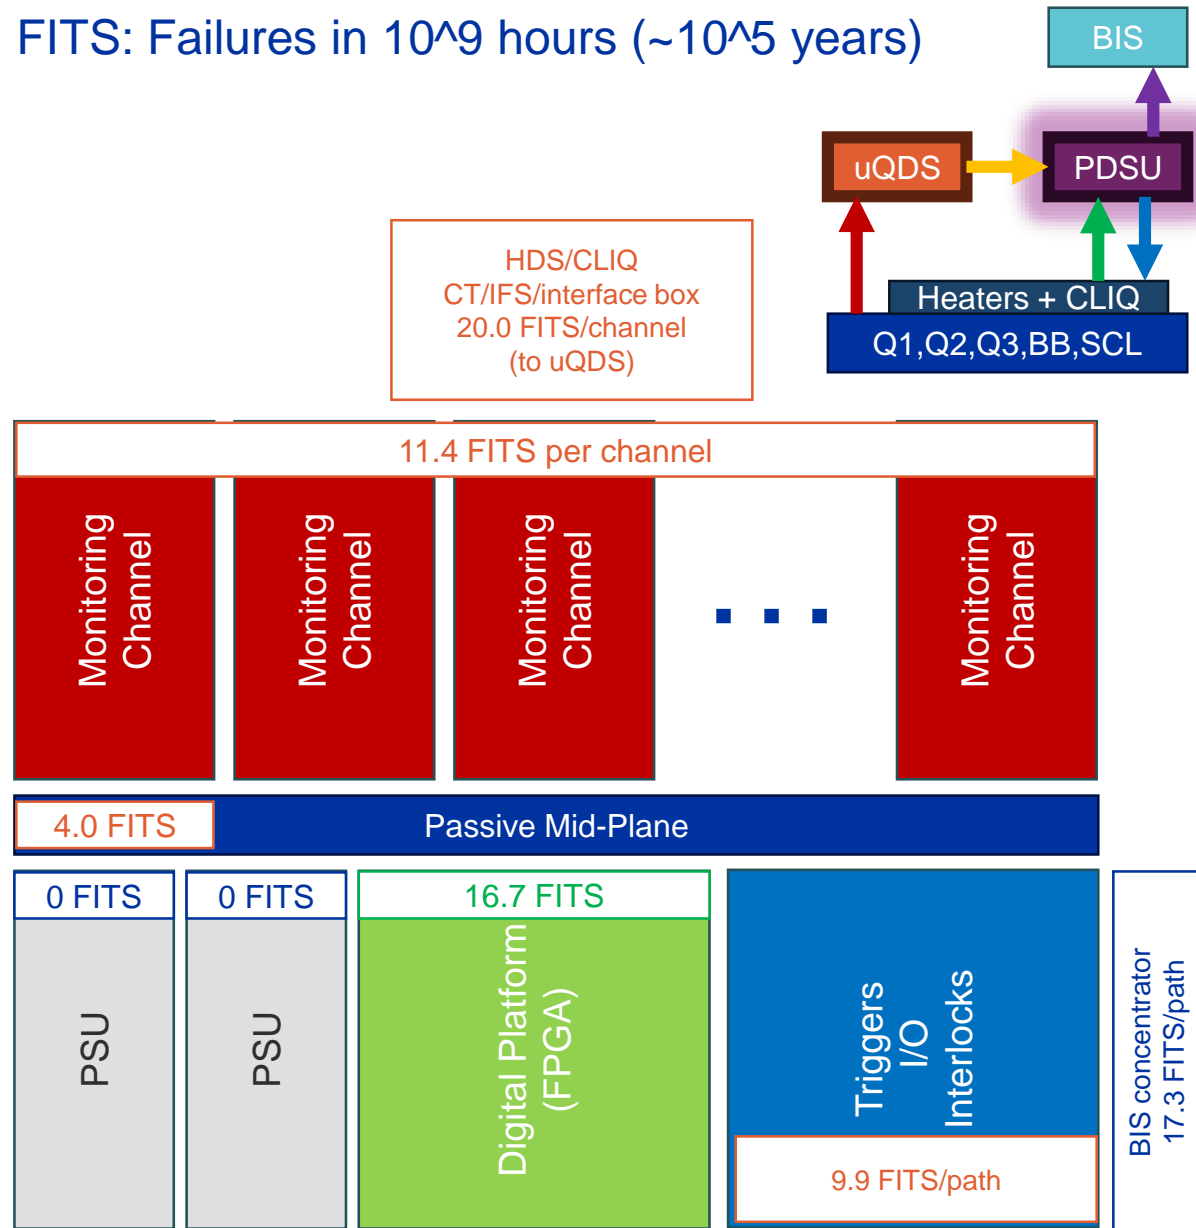 FITS: Failures in 10^9 hours (~10^5 years)
BIS
uQDS
PDSU
Heaters + CLIQ
Q1,Q2,Q3,BB,SCL
HDS/CLIQ
CT/IFS/interface box
20.0 FITS/channel
(to uQDS)
11.4 FITS per channel
Monitoring
Channel
Monitoring
Channel
Monitoring
Channel
. . .
Monitoring
Channel
4.0 FITS
Passive Mid-Plane
0 FITS
PSU
0 FITS
PSU
16.7 FITS
Digital Platform
(FPGA)
Triggers
I/O
Interlocks
9.9 FITS/path
BIS concentrator
17.3 FITS/path